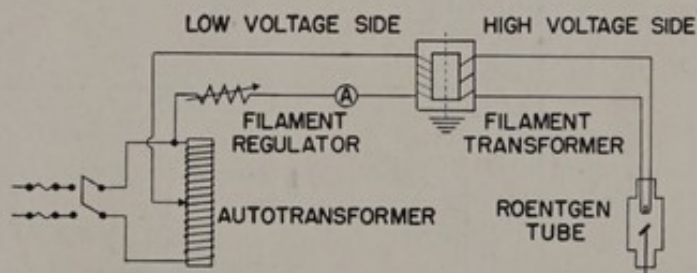 LOW VOLTAGE SIDE
HIGH VOLTAGE SIDE
A
FILAMENT
REGULATOR
FILAMENT
TRANSFORMER
AUTOTRANSFORMER
ROENTGEN
TUBE